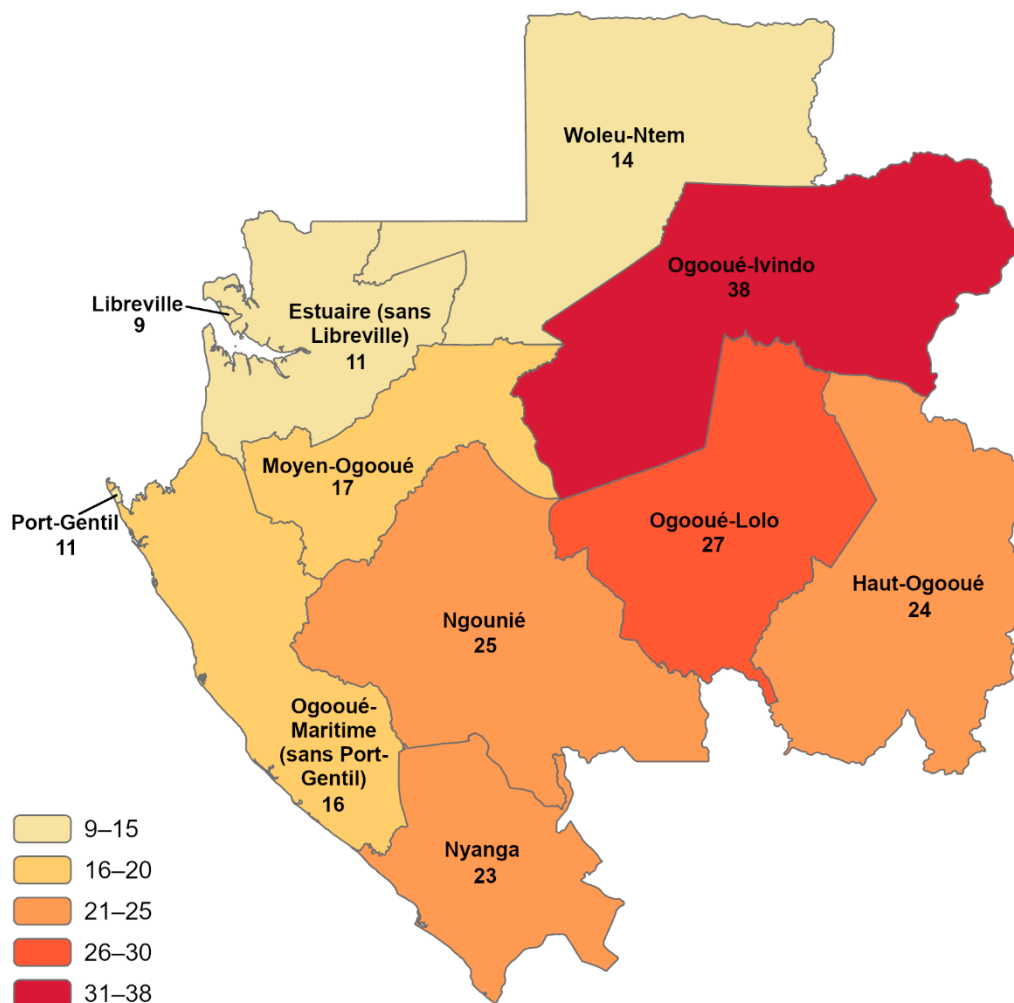 Woleu-Ntem
14
Ogooué-Ivindo
38
Libreville
9
Estuaire (sans
Libreville)
11
Moyen-Ogooué
17
Port-Gentil
11
Ogooué-Lolo
27
Haut-Ogooué
24
Ngounié
25
Ogooué-
Maritime
(sans Port-
Gentil)
16
Nyanga
23
9–15
16–20
21–25
26–30
31–38